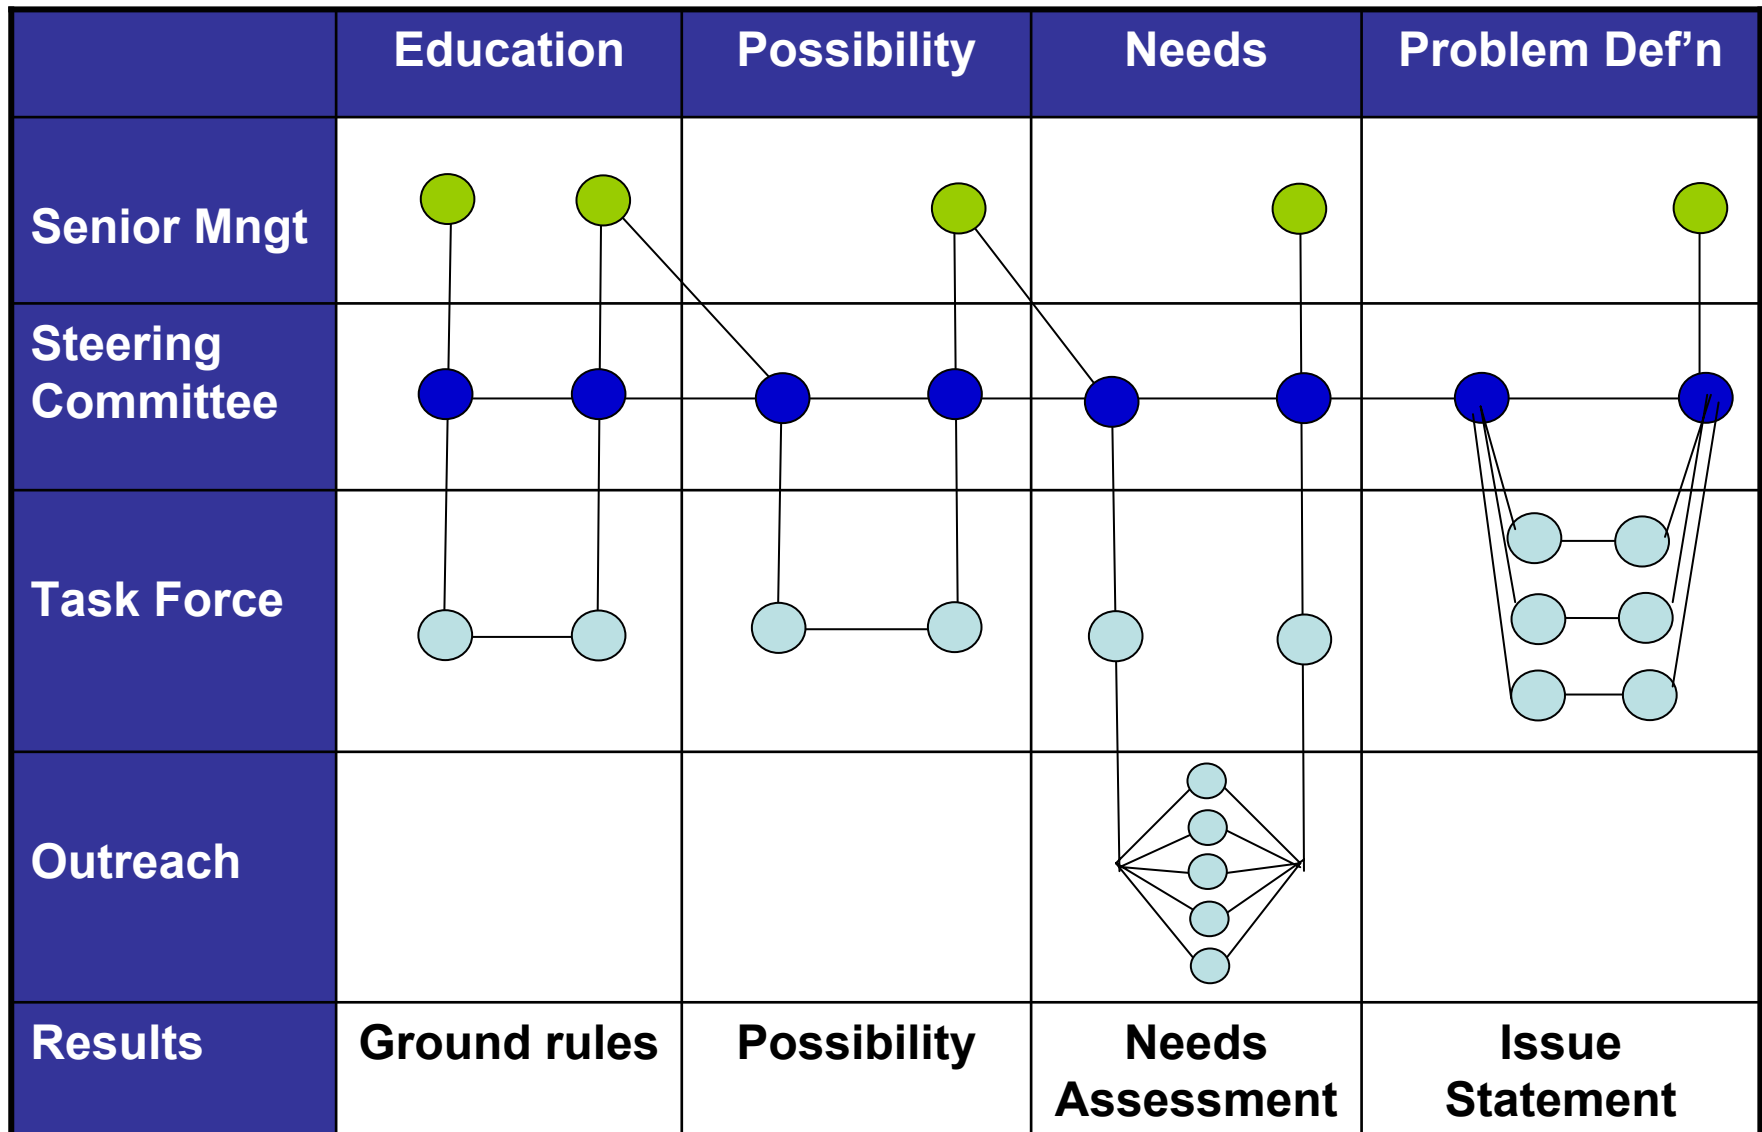 Education
Possibility
Needs
Problem Def’n
Senior Mngt
Steering
Committee
Task Force
Outreach
Results
Ground rules
Possibility
Needs
Assessment
Issue
Statement